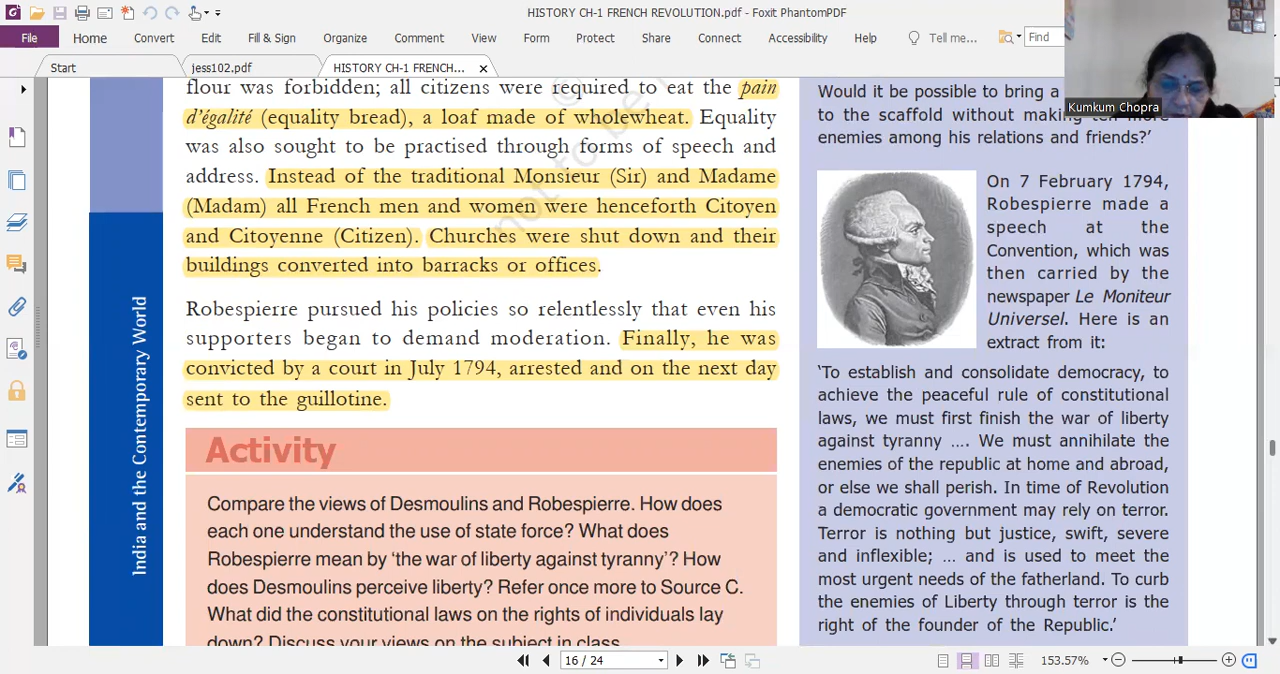 HISTORY CH-1 FRENCH REVOLUTION.pdf - Foxit PhantomPDF
File Home Convert Edit Fill & Sign Organize Comment View Form Protect Share Connect Accessibility Help Tell me... Find
Start jess102.pdf HISTORY CH-1 FRENCH...
Kumkum Chopra
flour was forbidden; all citizens were required to eat the pain
d'égalité (equality bread), a loaf made of wholewheat. Equality
was also sought to be practised through forms of speech and
address. Instead of the traditional Monsieur (Sir) and Madame
(Madam) all French men and women were henceforth Citoyen
and Citoyenne (Citizen). Churches were shut down and their
buildings converted into barracks or offices.
Robespierre pursued his policies so relentlessly that even his
supporters began to demand moderation. Finally, he was
convicted by a court in July 1794, arrested and on the next day
sent to the guillotine.
Activity
Compare the views of Desmoulins and Robespierre. How does
each one understand the use of state force? What does
Robespierre mean by 'the war of liberty against tyranny'? How
does Desmoulins perceive liberty? Refer once more to Source C.
What did the constitutional laws on the rights of individuals lay
down? Discuss your views on the subject in class.
India and the Contemporary World
Would it be possible to bring a
to the scaffold without making ten more
enemies among his relations and friends?'
On 7 February 1794,
Robespierre made a
speech at the
Convention, which was
then carried by the
newspaper Le Moniteur
Universel. Here is an
extract from it:
'To establish and consolidate democracy, to
achieve the peaceful rule of constitutional
laws, we must first finish the war of liberty
against tyranny .... We must annihilate the
enemies of the republic at home and abroad,
or else we shall perish. In time of Revolution
a democratic government may rely on terror.
Terror is nothing but justice, swift, severe
and inflexible; ... and is used to meet the
most urgent needs of the fatherland. To curb
the enemies of Liberty through terror is the
right of the founder of the Republic.'
© not to be
16 / 24
153.57%